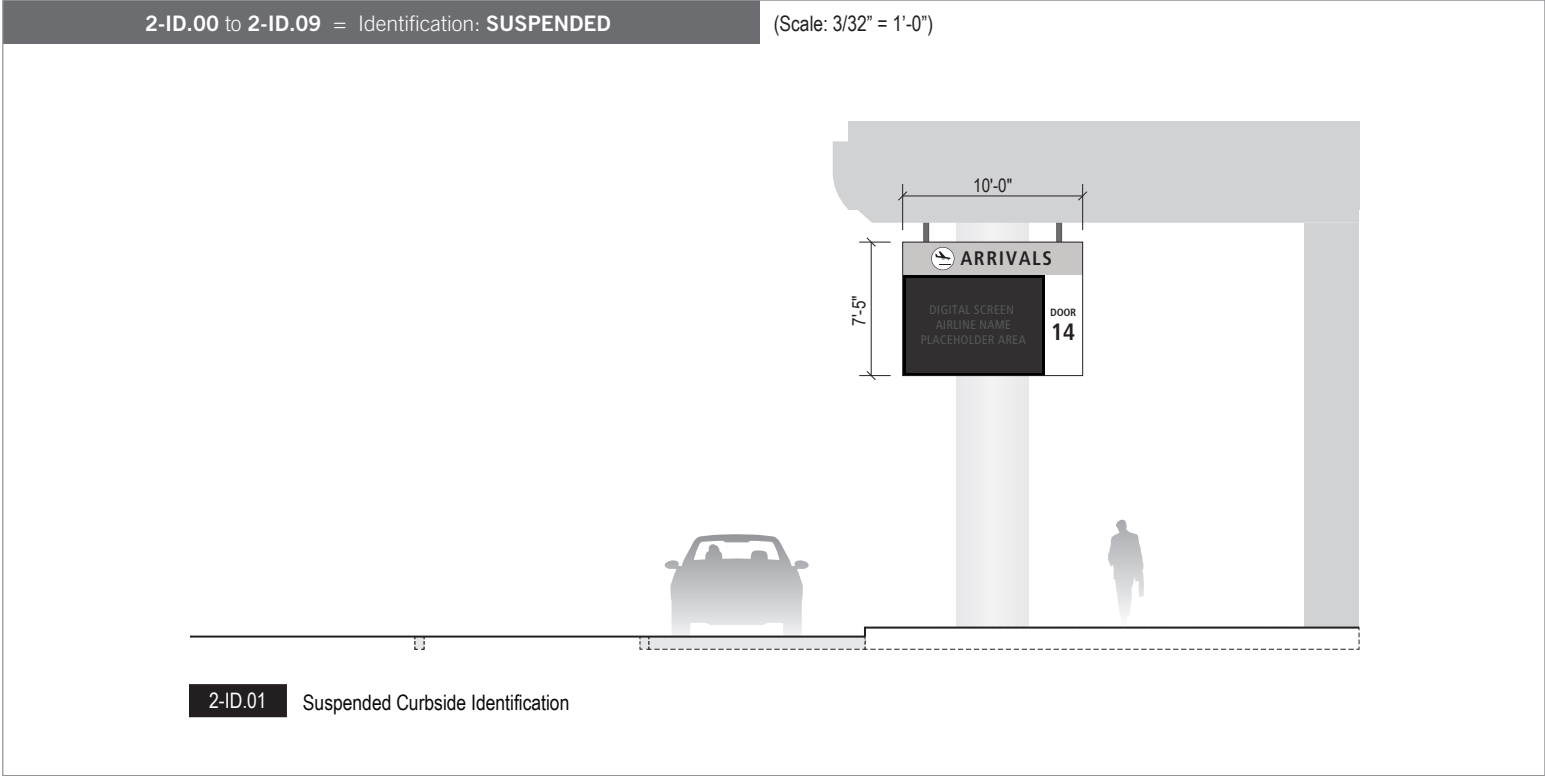 2-ID.00 to 2-ID.09 = Identification: SUSPENDED
(Scale: 3/32” = 1’-0”)
10'-0"
7'-5"
ARRIVALS
DIGITAL SCREEN
AIRLINE NAME
PLACEHOLDER AREA
DOOR
14
2-ID.01 Suspended Curbside Identification